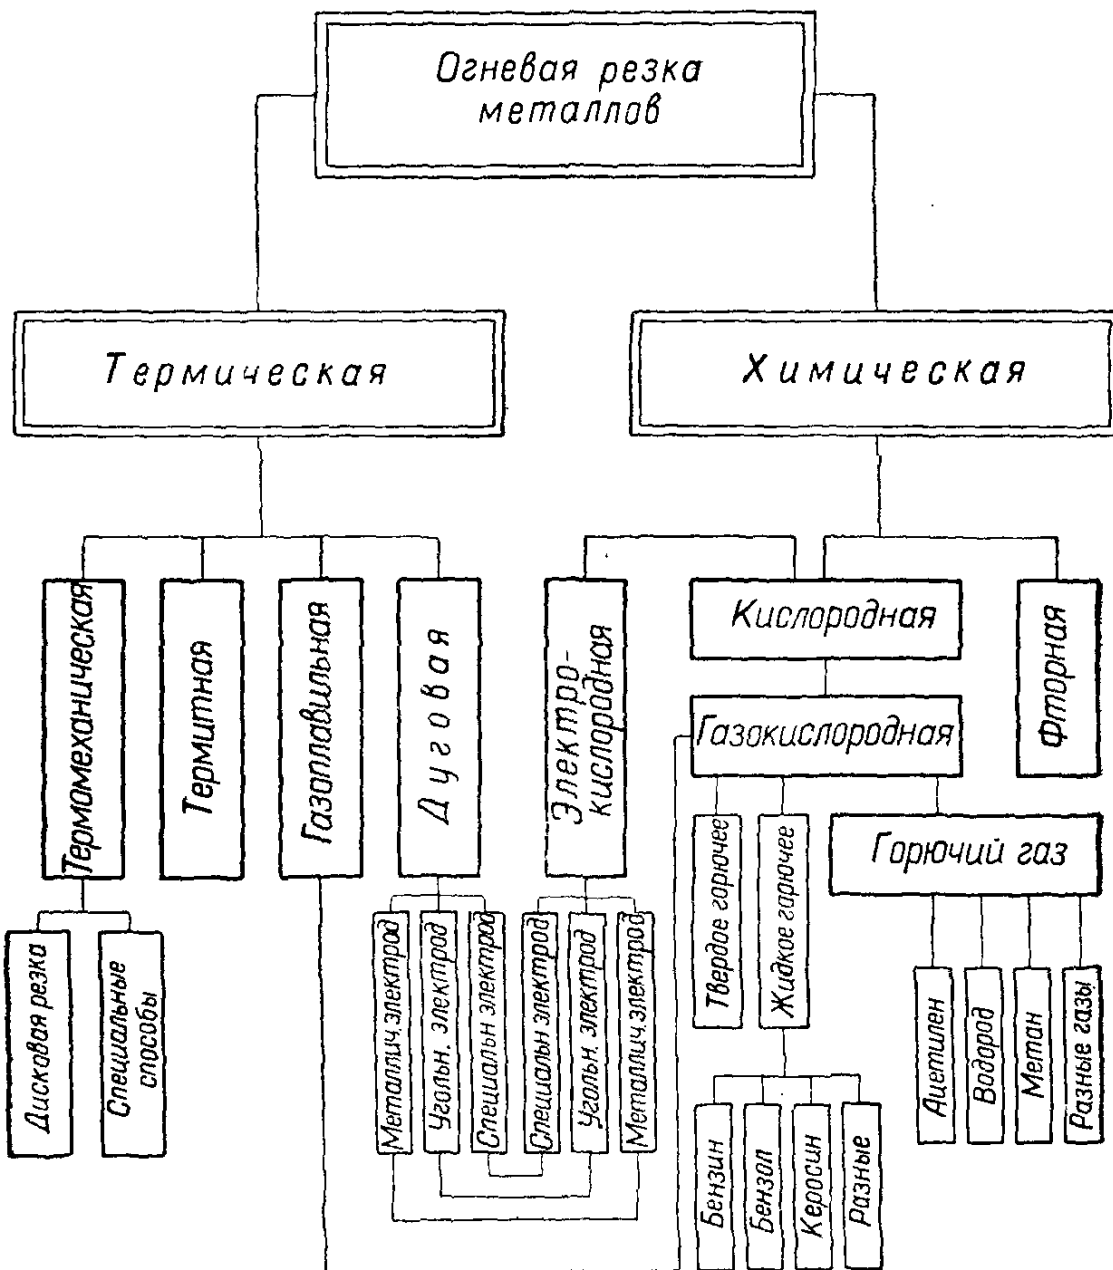 Огневая резка
металлов
Термическая
Химическая
Термомеханическая
Термитная
Газоплавильная
Дуговая
Электро-
кислородная
Кислородная
Фторная
Газокислородная
Твердое горючее
Жидкое горючее
Горючий газ
Дисковая резка
Специальные
способы
Металлич. электрод
Угольн. электрод
Специальн электрод
Специальн электрод
Угольн. электрод
Металлич. электрод
Ацетилен
Водород
Метан
Разные газы
Бензин
Бензол
Керосин
Разные